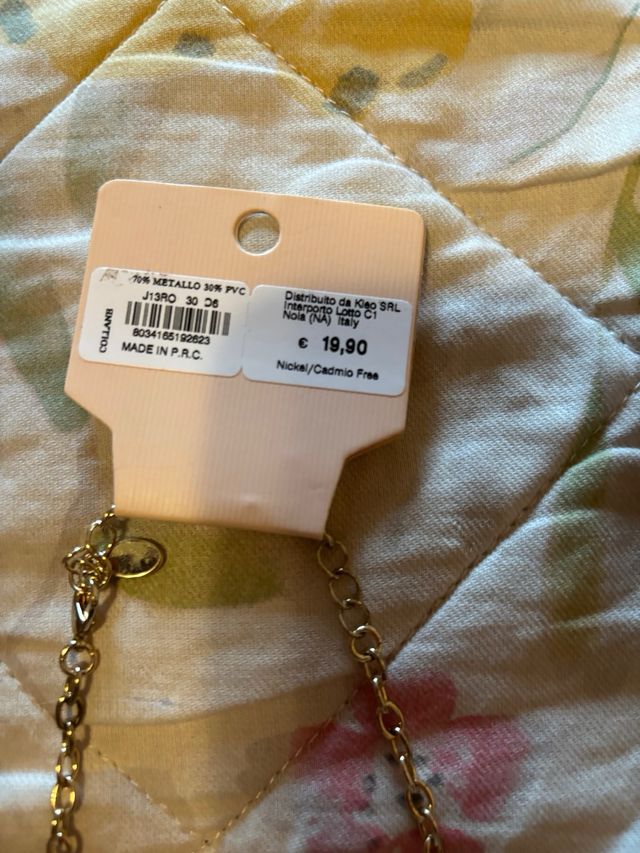 70% METALLO 30% PVC
J13RO 30 D6
COLLANE
8034165192623
MADE IN P.R.C.
Distribuito da Kleo SRL
Interporto Lotto C1
Nola (NA) Italy
€ 19,90
Nickel/Cadmio Free